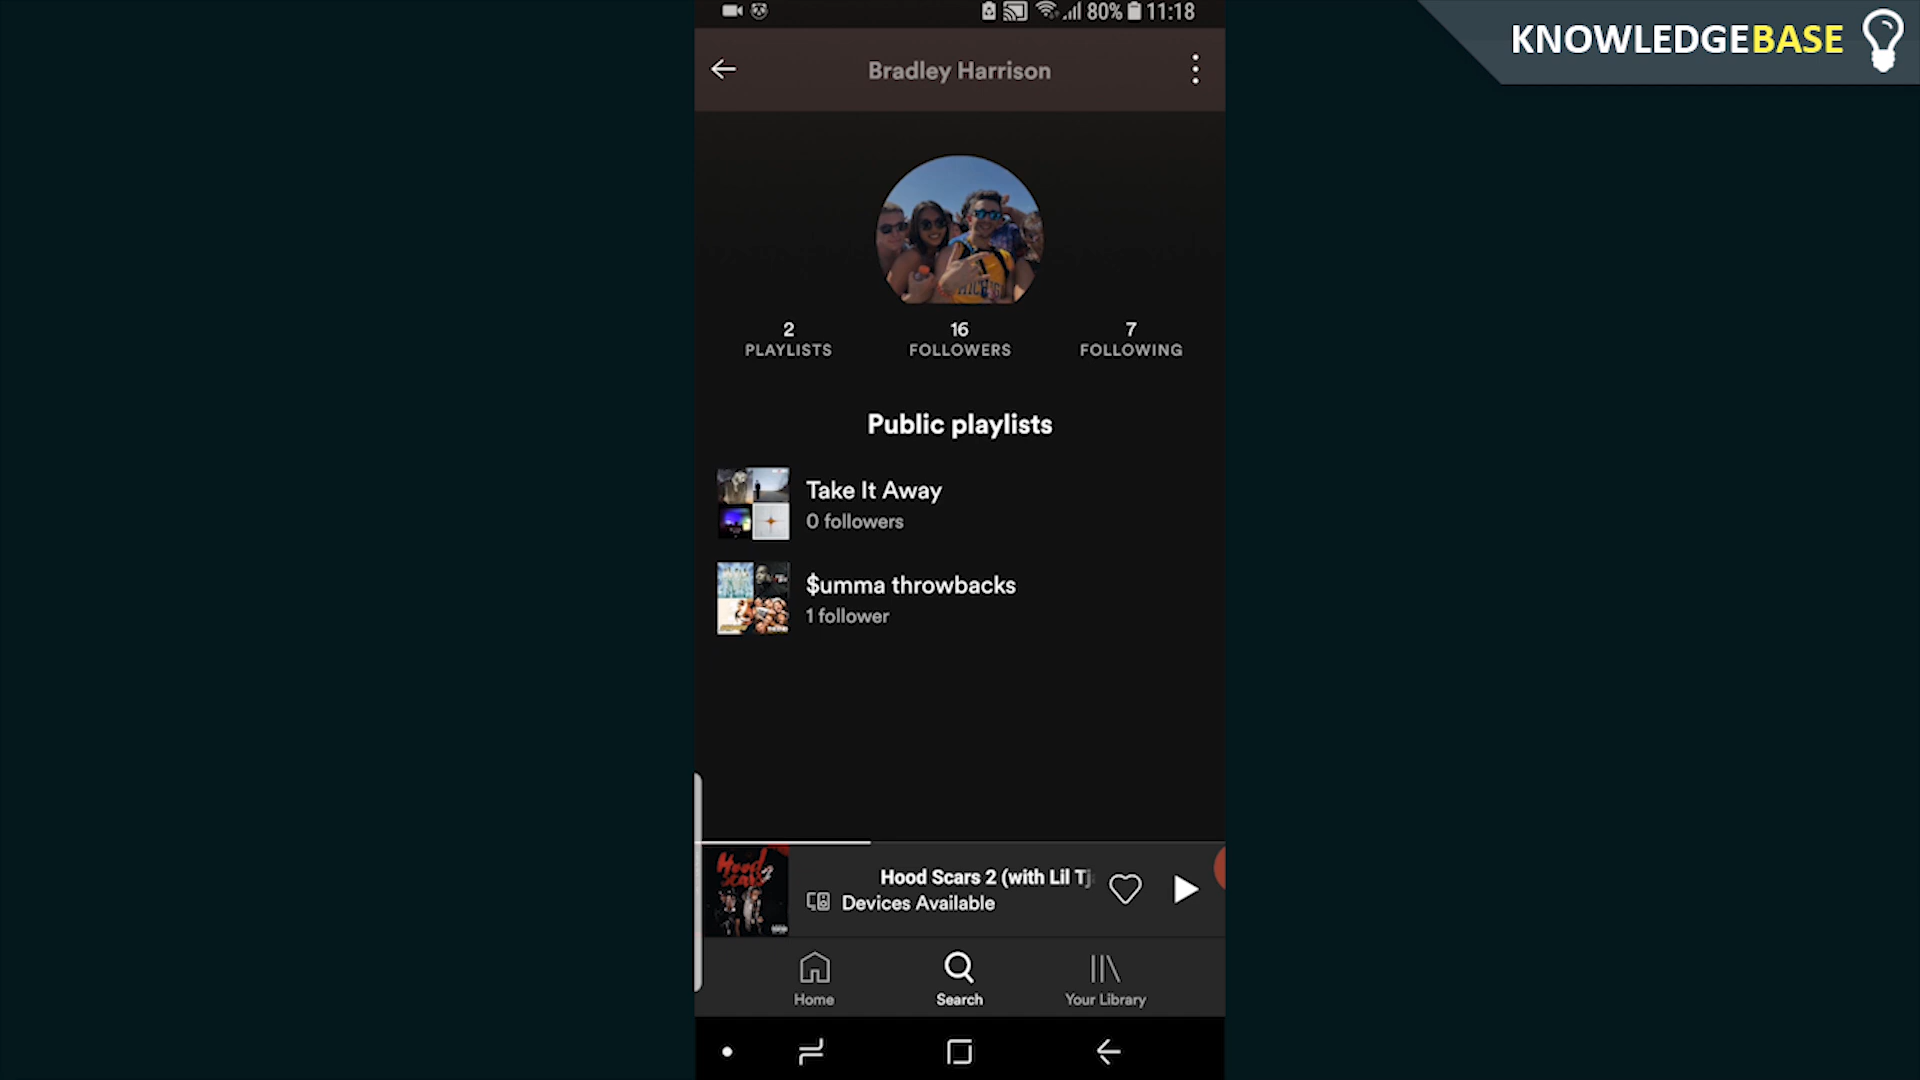 80% 11:18
KNOWLEDGEBASE
Bradley Harrison
2
PLAYLISTS
16
FOLLOWERS
7
FOLLOWING
Public playlists
Take It Away
0 followers
$umma throwbacks
1 follower
Hood Scars 2 (with Lil Tj
Devices Available
Home
Search
Your Library